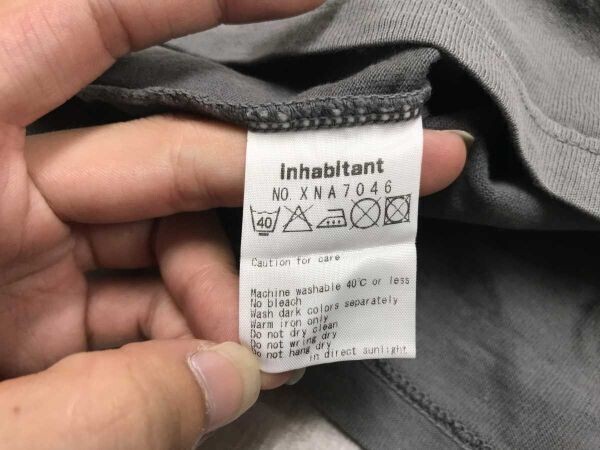 inhabitant
NO. XNA7046
40
Caution for care
Machine washable 40℃ or less
No bleach
Wash dark colors separately
Warm iron only
Do not dry clean
Do not wring dry
Do not hang dry
in direct sunlight